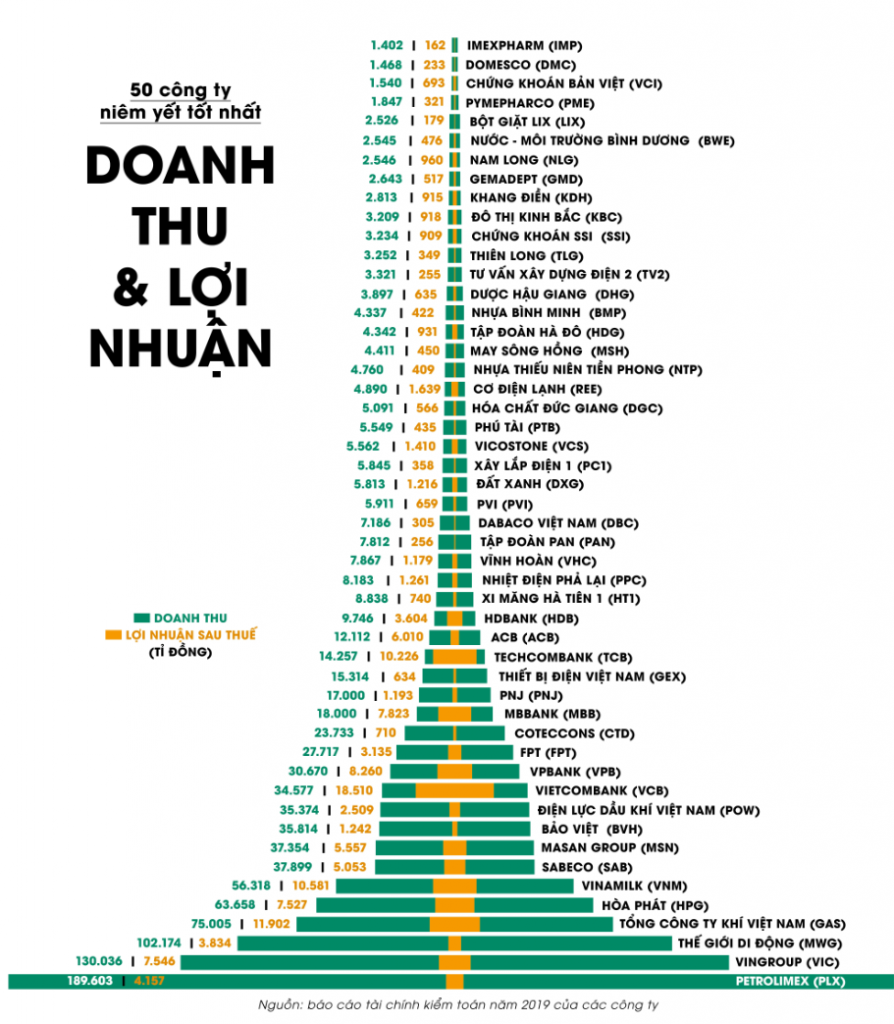 50 công ty
niêm yết tốt nhất
DOANH
THU
& LỢI
NHUẬN
1.402 | 162 IMEXPHARM (IMP)
1.468 | 233 DOMESCO (DMC)
1.540 | 693 CHỨNG KHOÁN BẢN VIỆT (VCI)
1.847 | 321 PYMEPHARCO (PME)
2.526 | 179 BỘT GIẶT LIX (LIX)
2.545 | 476 NƯỚC - MÔI TRƯỜNG BÌNH DƯƠNG (BWE)
2.546 | 960 NAM LONG (NLG)
2.643 | 517 GEMADEPT (GMD)
2.813 | 915 KHANG ĐIỀN (KDH)
3.209 | 918 ĐÔ THỊ KINH BẮC (KBC)
3.234 | 909 CHỨNG KHOÁN SSI (SSI)
3.252 | 349 THIÊN LONG (TLG)
3.321 | 255 TƯ VẤN XÂY DỰNG ĐIỆN 2 (TV2)
3.897 | 635 DƯỢC HẬU GIANG (DHG)
4.337 | 422 NHỰA BÌNH MINH (BMP)
4.342 | 931 TẬP ĐOÀN HÀ ĐÔ (HDG)
4.411 | 450 MAY SÔNG HỒNG (MSH)
4.760 | 409 NHỰA THIẾU NIÊN TIỀN PHONG (NTP)
4.890 | 1.639 CƠ ĐIỆN LẠNH (REE)
5.091 | 566 HÓA CHẤT ĐỨC GIANG (DGC)
5.549 | 435 PHÚ TÀI (PTB)
5.562 | 1.410 VICOSTONE (VCS)
5.845 | 358 XÂY LẮP ĐIỆN 1 (PC1)
5.813 | 1.216 ĐẤT XANH (DXG)
5.911 | 659 PVI (PVI)
7.186 | 305 DABACO VIỆT NAM (DBC)
7.812 | 256 TẬP ĐOÀN PAN (PAN)
7.867 | 1.179 VĨNH HOÀN (VHC)
8.183 | 1.261 NHIỆT ĐIỆN PHẢ LẠI (PPC)
8.838 | 740 XI MĂNG HÀ TIÊN 1 (HT1)
9.746 | 3.604 HDBANK (HDB)
12.112 | 6.010 ACB (ACB)
14.257 | 10.226 TECHCOMBANK (TCB)
15.314 | 634 THIẾT BỊ ĐIỆN VIỆT NAM (GEX)
17.000 | 1.193 PNJ (PNJ)
18.000 | 7.823 MBBANK (MBB)
23.733 | 710 COTECCONS (CTD)
27.717 | 3.135 FPT (FPT)
30.670 | 8.260 VPBANK (VPB)
34.577 | 18.510 VIETCOMBANK (VCB)
35.374 | 2.509 ĐIỆN LỰC DẦU KHÍ VIỆT NAM (POW)
35.814 | 1.242 BẢO VIỆT (BVH)
37.354 | 5.557 MASAN GROUP (MSN)
37.899 | 5.053 SABECO (SAB)
56.318 | 10.581 VINAMILK (VNM)
63.658 | 7.527 HÒA PHÁT (HPG)
75.005 | 11.902 TỔNG CÔNG TY KHÍ VIỆT NAM (GAS)
102.174 | 3.834 THẾ GIỚI DI ĐỘNG (MWG)
130.036 | 7.546 VINGROUP (VIC)
189.603 | 4.157 PETROLIMEX (PLX)
DOANH THU
LỢI NHUẬN SAU THUẾ
(TỈ ĐỒNG)
Nguồn: báo cáo tài chính kiểm toán năm 2019 của các công ty